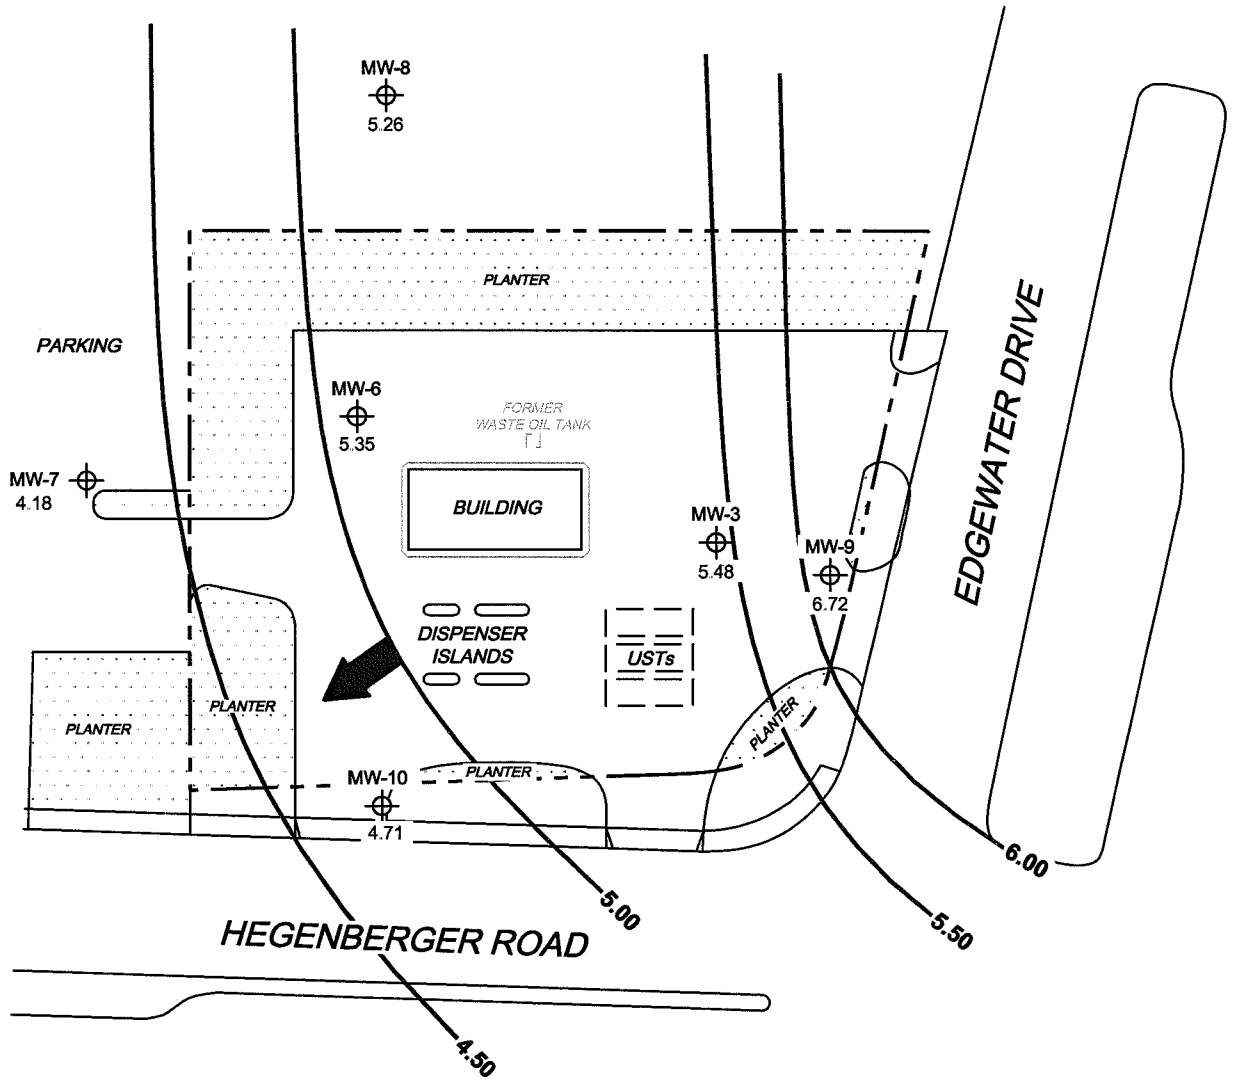 MW-8
5.26
PLANTER
PARKING
EDGEWATER DRIVE
MW-6
5.35
FORMER
WASTE OIL TANK
MW-7
4.18
BUILDING
MW-3
5.48
MW-9
6.72
DISPENSER
ISLANDS
USTs
PLANTER
PLANTER
PLANTER
PLANTER
MW-10
4.71
6.00
5.00
5.50
HEGENBERGER ROAD
4.50